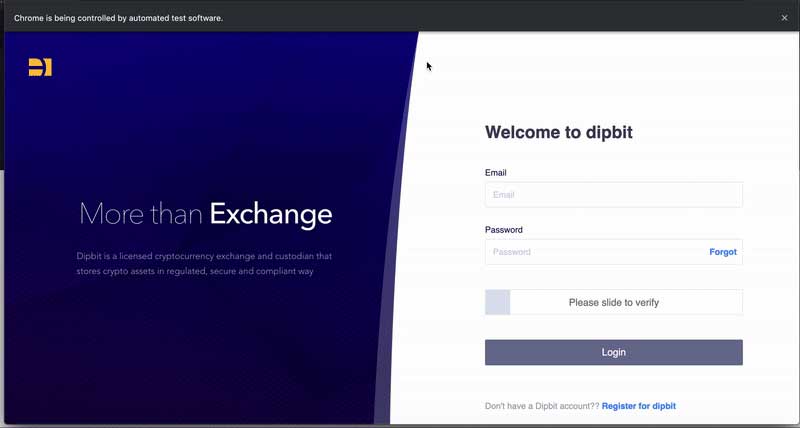 Chrome is being controlled by automated test software.
More than Exchange
Dipbit is a licensed cryptocurrency exchange and custodian that
stores crypto assets in regulated, secure and compliant way
Welcome to dipbit
Email
Email
Password
Password Forgot
Please slide to verify
Login
Don't have a Dipbit account?? Register for dipbit